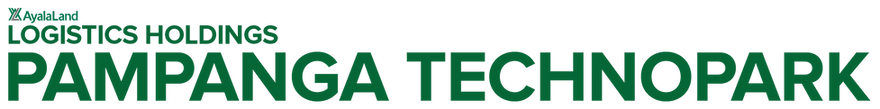 AyalaLand
LOGISTICS HOLDINGS
PAMPANGA TECHNOPARK